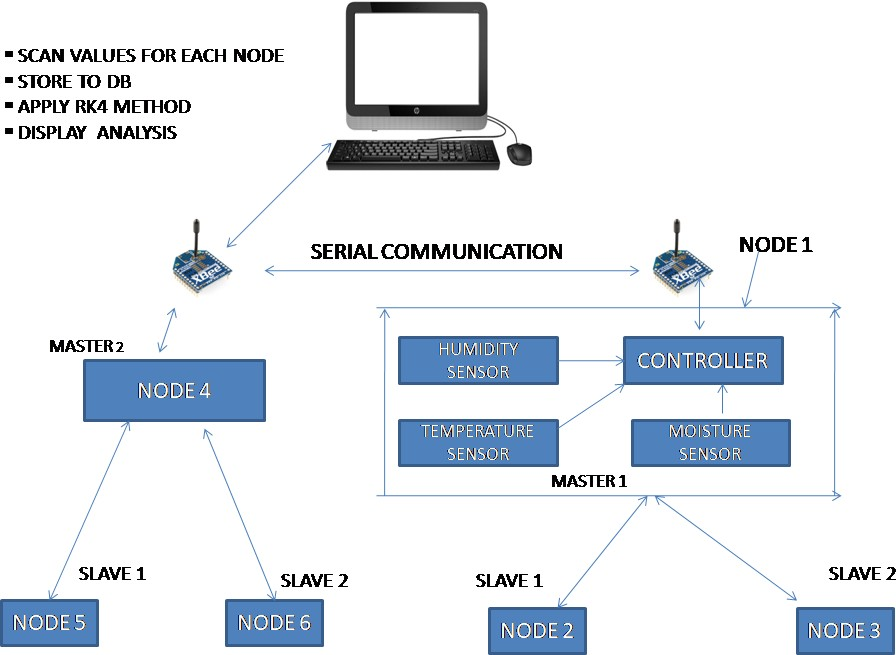 ▪ SCAN VALUES FOR EACH NODE
▪ STORE TO DB
▪ APPLY RK4 METHOD
▪ DISPLAY ANALYSIS
SERIAL COMMUNICATION
NODE 1
XBee
XBee
MASTER 2
NODE 4
HUMIDITY
SENSOR
CONTROLLER
TEMPERATURE
SENSOR
MOISTURE
SENSOR
MASTER 1
SLAVE 1
SLAVE 2
SLAVE 1
SLAVE 2
NODE 5
NODE 6
NODE 2
NODE 3